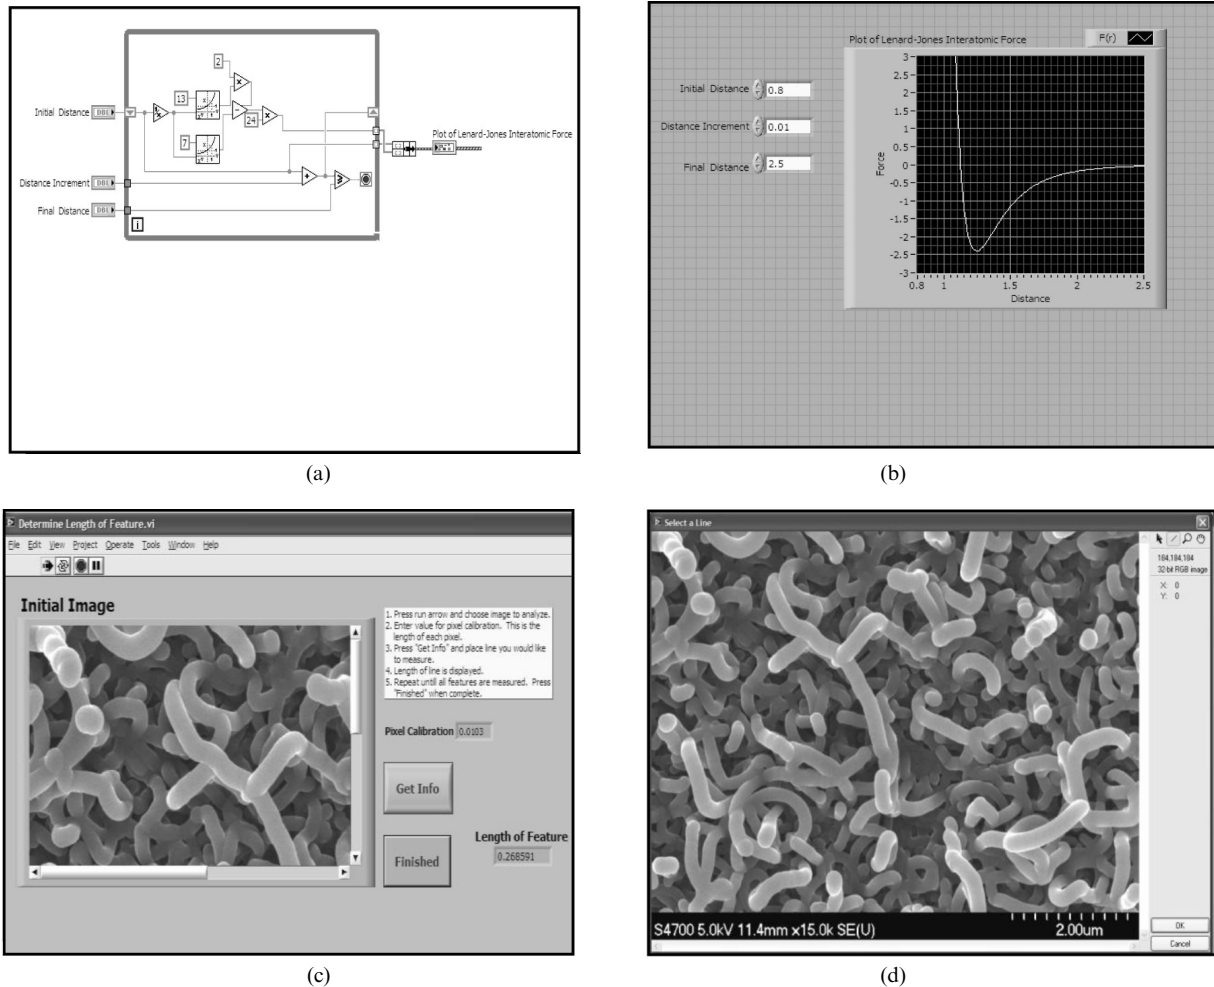 2
13
Initial Distance DBL
24
7
Plot of Lenard-Jones Interatomic Force
Distance Increment DBL
Final Distance DBL
i
(a)
Plot of Lenard-Jones Interatomic Force F(r)
Initial Distance 0.8
Distance Increment 0.01
Final Distance 2.5
Force
3
2.5
2
1.5
1
0.5
0
-0.5
-1
-1.5
-2
-2.5
-3
0.8 1 1.5 2 2.5
Distance
(b)
Determine Length of Feature.vi
File Edit View Project Operate Tools Window Help
Initial Image
1. Press run arrow and choose image to analyze.
2. Enter value for pixel calibration. This is the
length of each pixel.
3. Press "Get Info" and place line you would like
to measure.
4. Length of line is displayed.
5. Repeat until all features are measured. Press
"Finished" when complete.
Pixel Calibration 0.0103
Get Info
Length of Feature
0.268591
Finished
(c)
Select a Line
184,184,184
32-bit RGB image
X: 0
Y: 0
S4700 5.0kV 11.4mm x15.0k SE(U) 2.00um
OK
Cancel
(d)